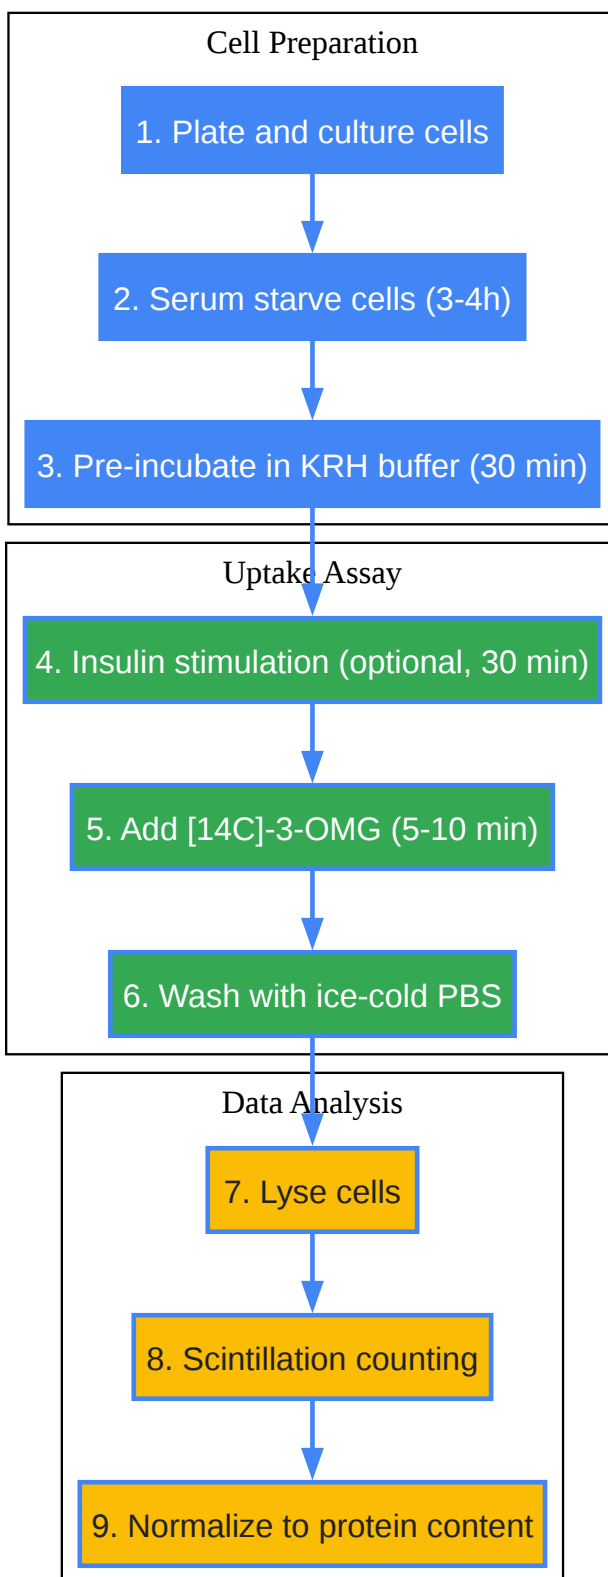 Cell Preparation
1. Plate and culture cells
2. Serum starve cells (3-4h)
3. Pre-incubate in KRH buffer (30 min)
Uptake Assay
4. Insulin stimulation (optional, 30 min)
5. Add [14C]-3-OMG (5-10 min)
6. Wash with ice-cold PBS
Data Analysis
7. Lyse cells
8. Scintillation counting
9. Normalize to protein content